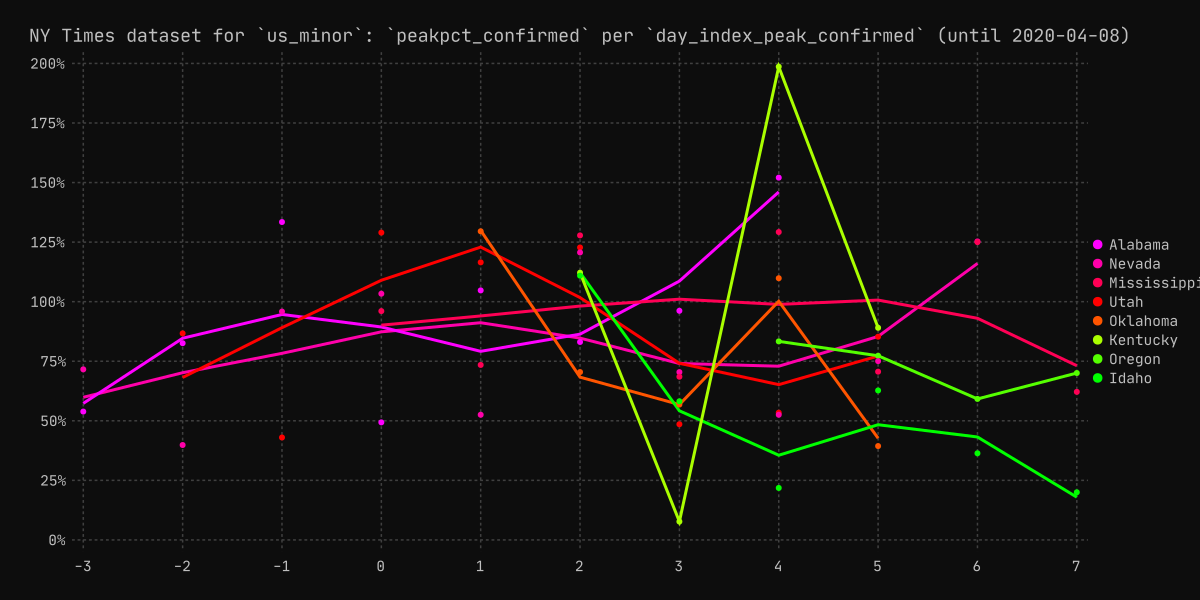 NY Times dataset for `us_minor`: `peakpct_confirmed` per `day_index_peak_confirmed` (until 2020-04-08)
200%
175%
150%
125%
100%
75%
50%
25%
0%
-3 -2 -1 0 1 2 3 4 5 6 7
Alabama
Nevada
Mississippi
Utah
Oklahoma
Kentucky
Oregon
Idaho